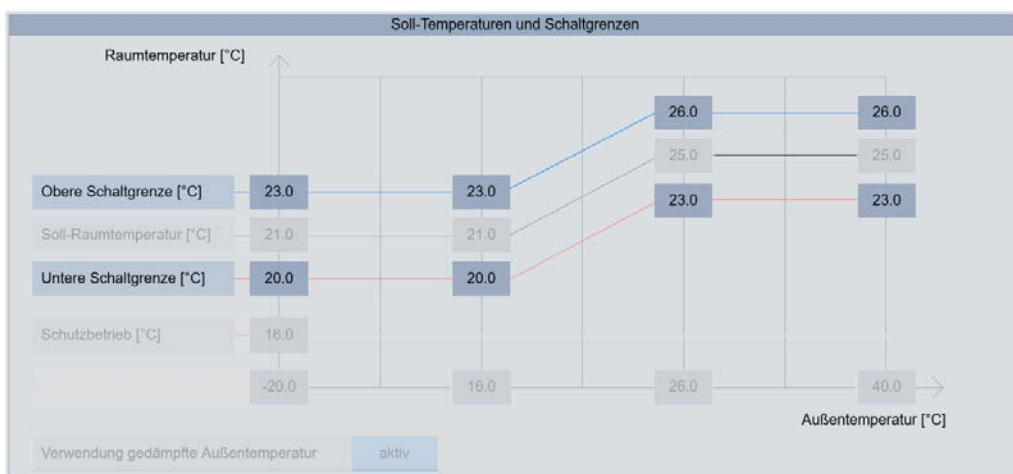 Soll-Temperaturen und Schaltgrenzen
Raumtemperatur [°C]
26.0 26.0
25.0 25.0
Obere Schaltgrenze [°C] 23.0 23.0
23.0 23.0
Soll-Raumtemperatur [°C] 21.0 21.0
Untere Schaltgrenze [°C] 20.0 20.0
Schutzbetrieb [°C] 16.0
-20.0 16.0 26.0 40.0
Außentemperatur [°C]
Verwendung gedämpfte Außentemperatur aktiv